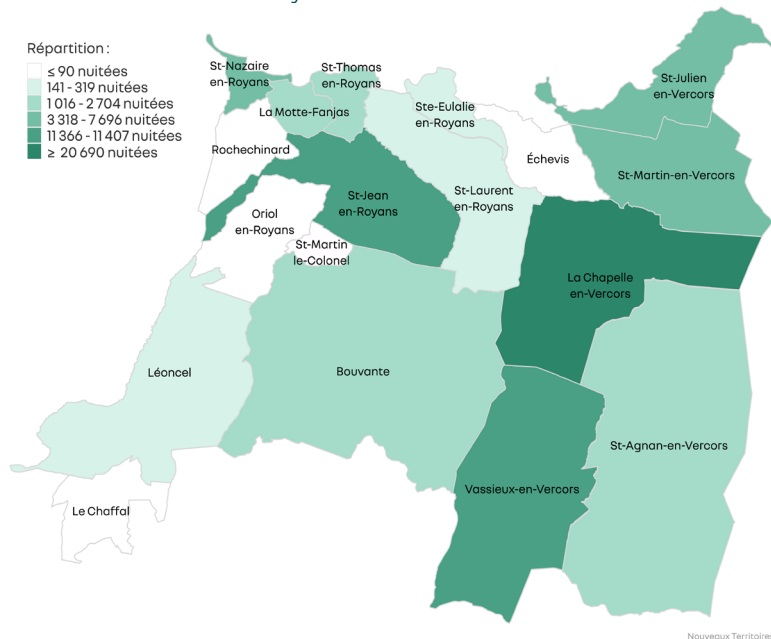 Répartition :
≤ 90 nuitées
141 - 319 nuitées
1 016 - 2 704 nuitées
3 318 - 7 696 nuitées
11 366 - 11 407 nuitées
≥ 20 690 nuitées
St-Nazaire
en-Royans
St-Thomas
en-Royans
La Motte-Fanjas
Rochechinard
Ste-Eulalie
en-Royans
Échevis
St-Julien
en-Vercors
St-Martin-en-Vercors
St-Jean
en-Royans
St-Laurent
en-Royans
Oriol
en-Royans
St-Martin
le-Colonel
La Chapelle
en-Vercors
Léoncel
Bouvante
St-Agnan-en-Vercors
Vassieux-en-Vercors
Le Chaffal
Nouveaux Territoires